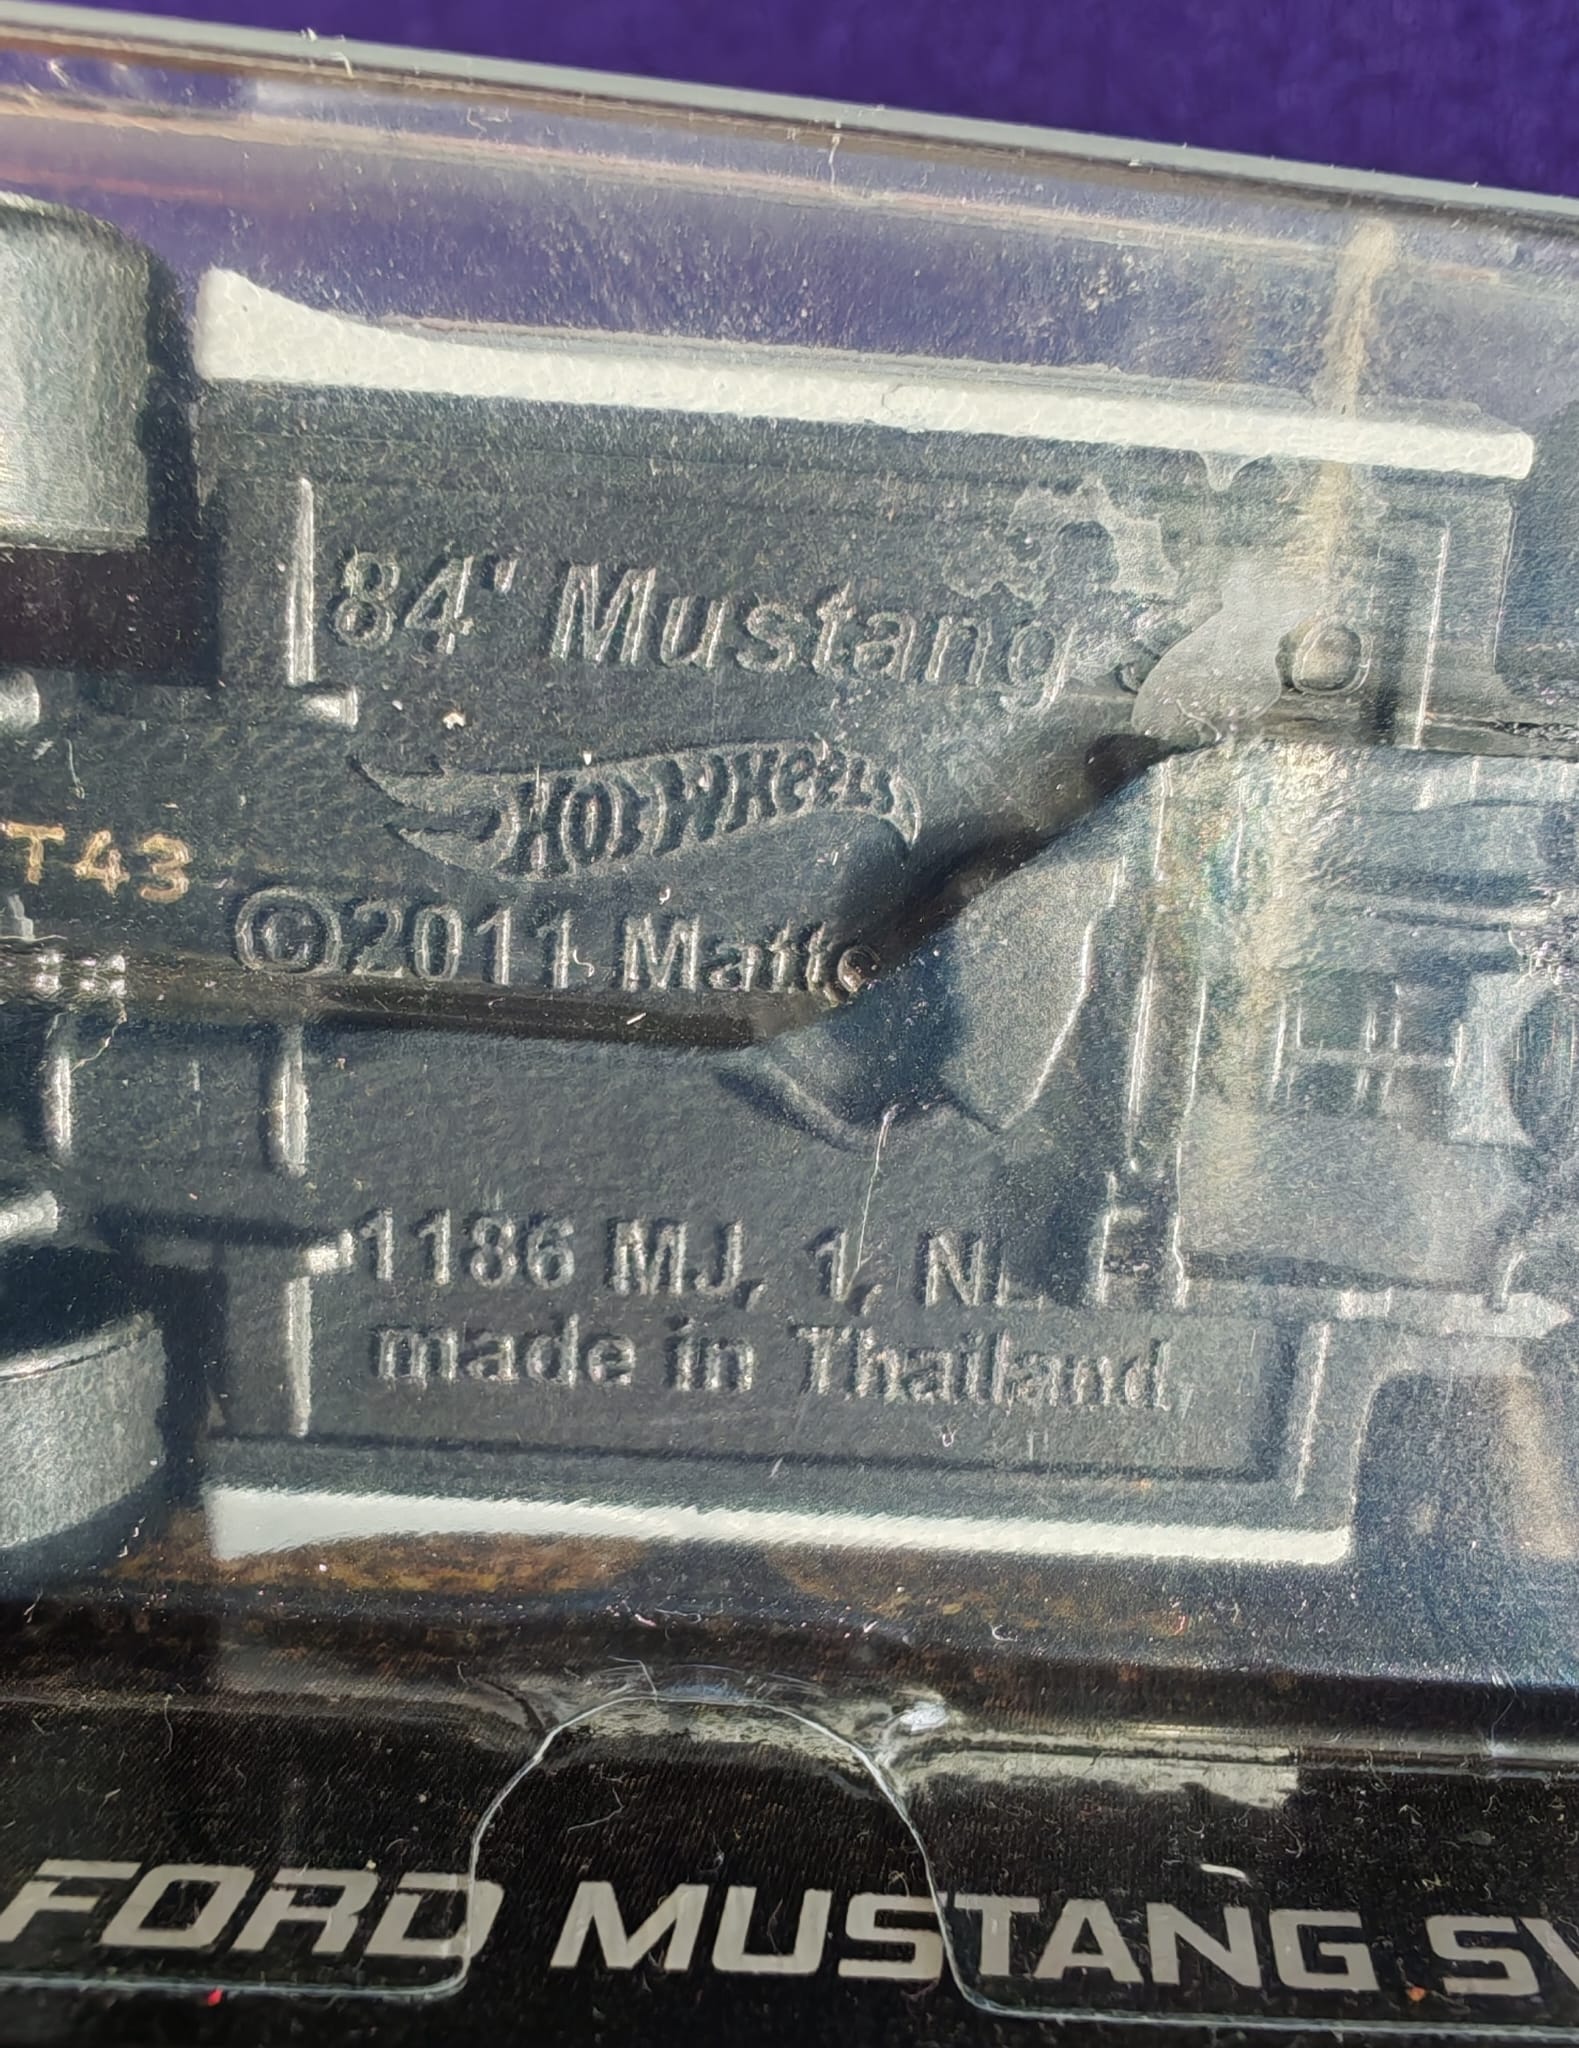 84' Mustang
HOT WHEELS
T43
©2011 Matte
1186 MJ, 1, NL
made in Thailand
FORD MUSTANG SV